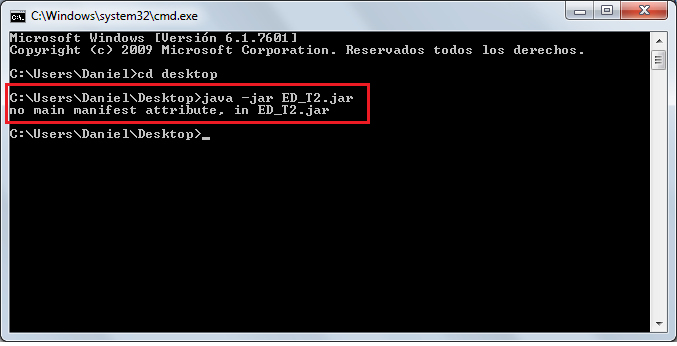 C:\Windows\system32\cmd.exe
Microsoft Windows [Versión 6.1.7601]
Copyright (c) 2009 Microsoft Corporation. Reservados todos los derechos.
C:\Users\Daniel>cd desktop
C:\Users\Daniel\Desktop>java -jar ED_T2.jar
no main manifest attribute, in ED_T2.jar
C:\Users\Daniel\Desktop>_